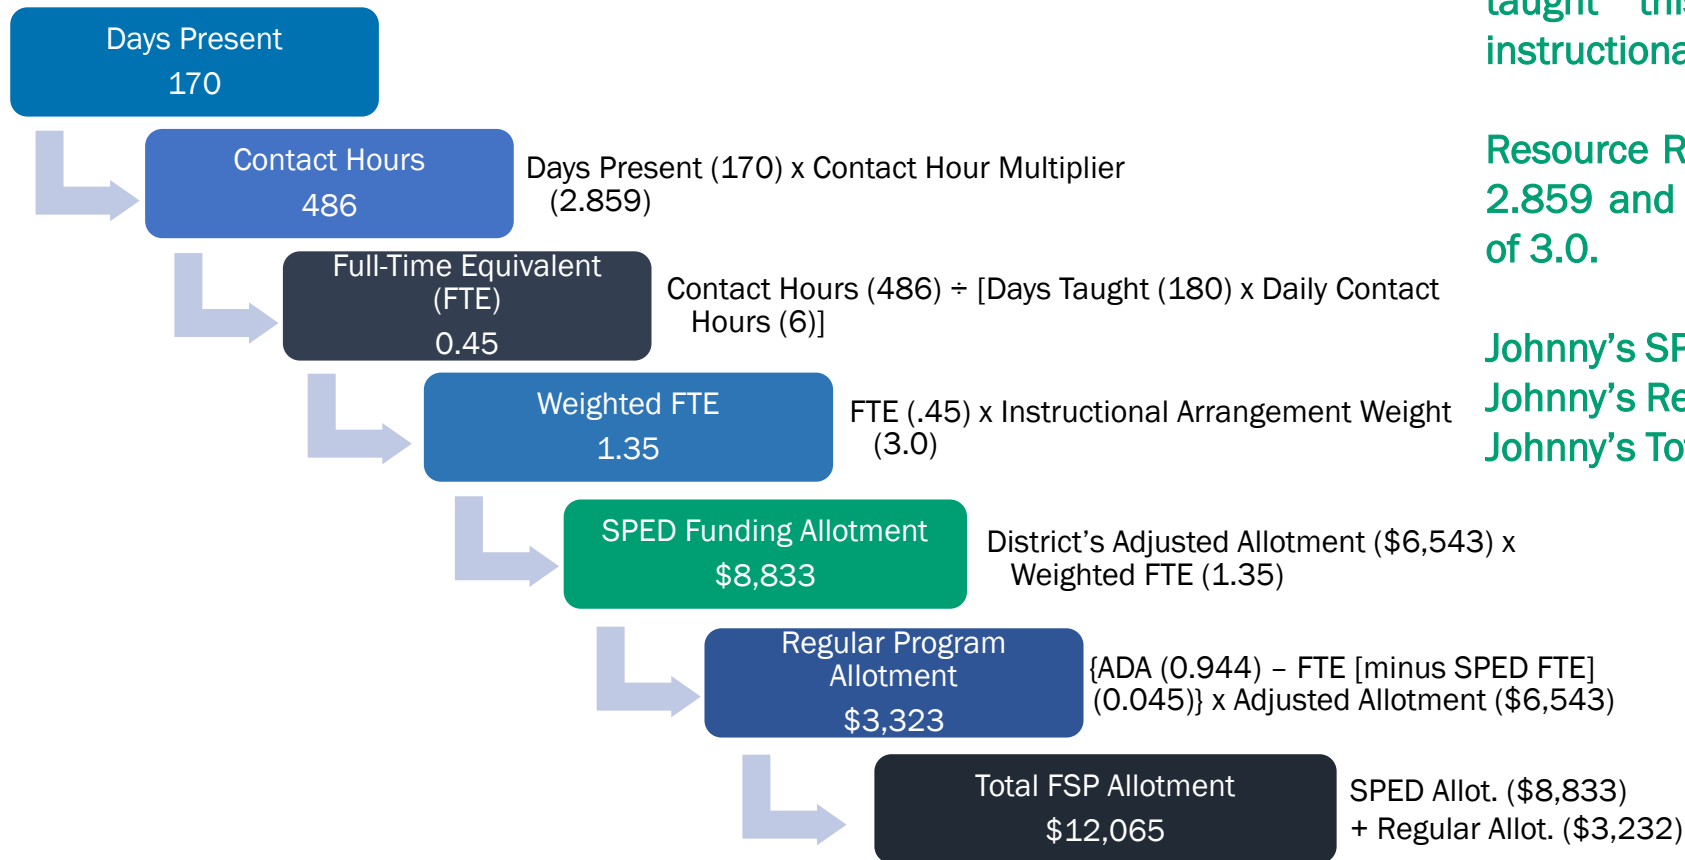 Days Present
170
Contact Hours
486
Days Present (170) x Contact Hour Multiplier
(2.859)
Full-Time Equivalent
(FTE)
0.45
Contact Hours (486) ÷ [Days Taught (180) x Daily Contact
Hours (6)]
Weighted FTE
1.35
FTE (.45) x Instructional Arrangement Weight
(3.0)
SPED Funding Allotment
$8,833
District's Adjusted Allotment ($6,543) x
Weighted FTE (1.35)
Regular Program
Allotment
$3,323
{ADA (0.944) – FTE [minus SPED FTE]
(0.045)} x Adjusted Allotment ($6,543)
Total FSP Allotment
$12,065
SPED Allot. ($8,833)
+ Regular Allot. ($3,232)
taught
Resource
2.859 and
of 3.0.
Johnny's
Johnny's
Johnny's